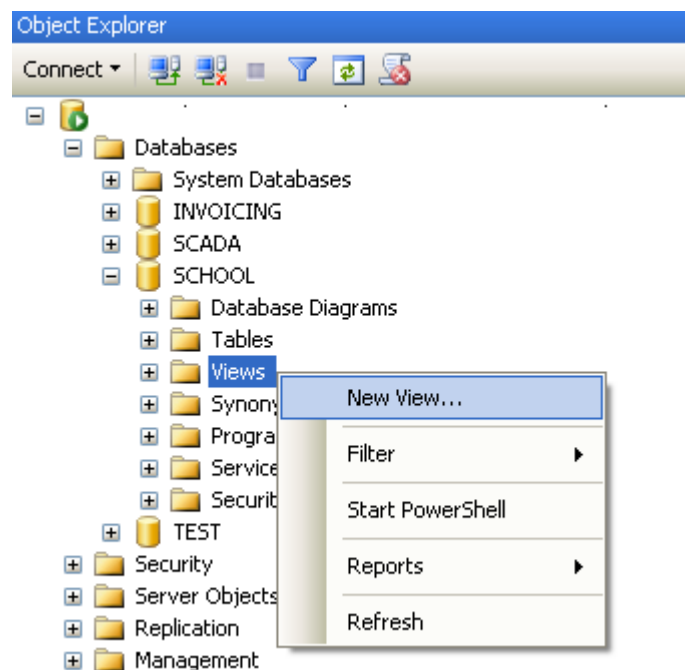 Object Explorer
Connect
Databases
System Databases
INVOICING
SCADA
SCHOOL
Database Diagrams
Tables
Views
New View...
Synony
Progra
Filter
Service
Securit
Start PowerShell
TEST
Security
Reports
Server Objects
Replication
Refresh
Management